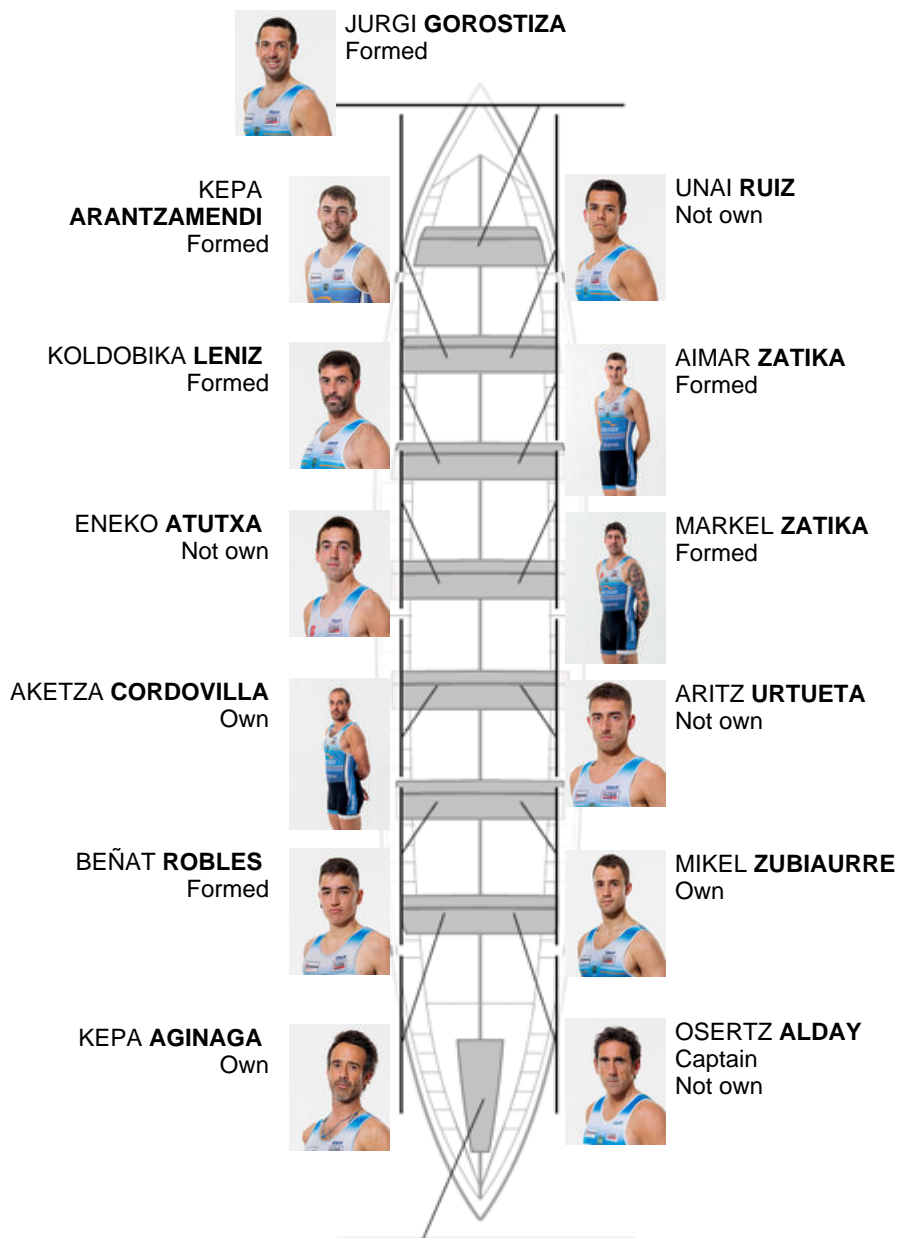 JURGI GOROSTIZA
Formed
KEPA
ARANTZAMENDI
Formed
UNAI RUIZ
Not own
KOLDOBIKA LENIZ
Formed
AIMAR ZATIKA
Formed
ENEKO ATUTXA
Not own
MARKEL ZATIKA
Formed
AKETZA CORDOVILLA
Own
ARITZ URTUETA
Not own
BEÑAT ROBLES
Formed
MIKEL ZUBIAURRE
Own
KEPA AGINAGA
Own
OSERTZ ALDAY
Captain
Not own